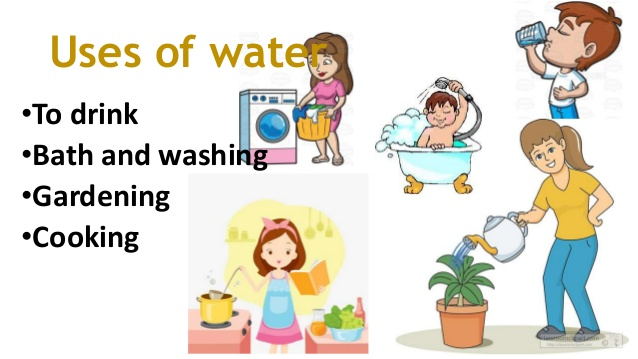 Uses of water
•To drink
•Bath and washing
•Gardening
•Cooking